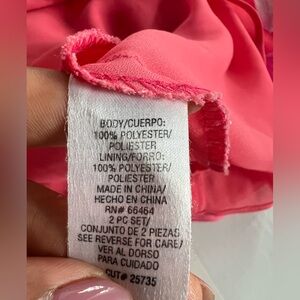 BODY/CUERPO:
100% POLYESTER/
POLIESTER
LINING/FORRO:
100% POLYESTER/
POLIESTER
MADE IN CHINA/
HECHO EN CHINA
RN# 66464
2 PC SET/
CONJUNTO DE 2 PIEZAS
SEE REVERSE FOR CARE/
VER AL DORSO
PARA CUIDADO
CUT# 25735